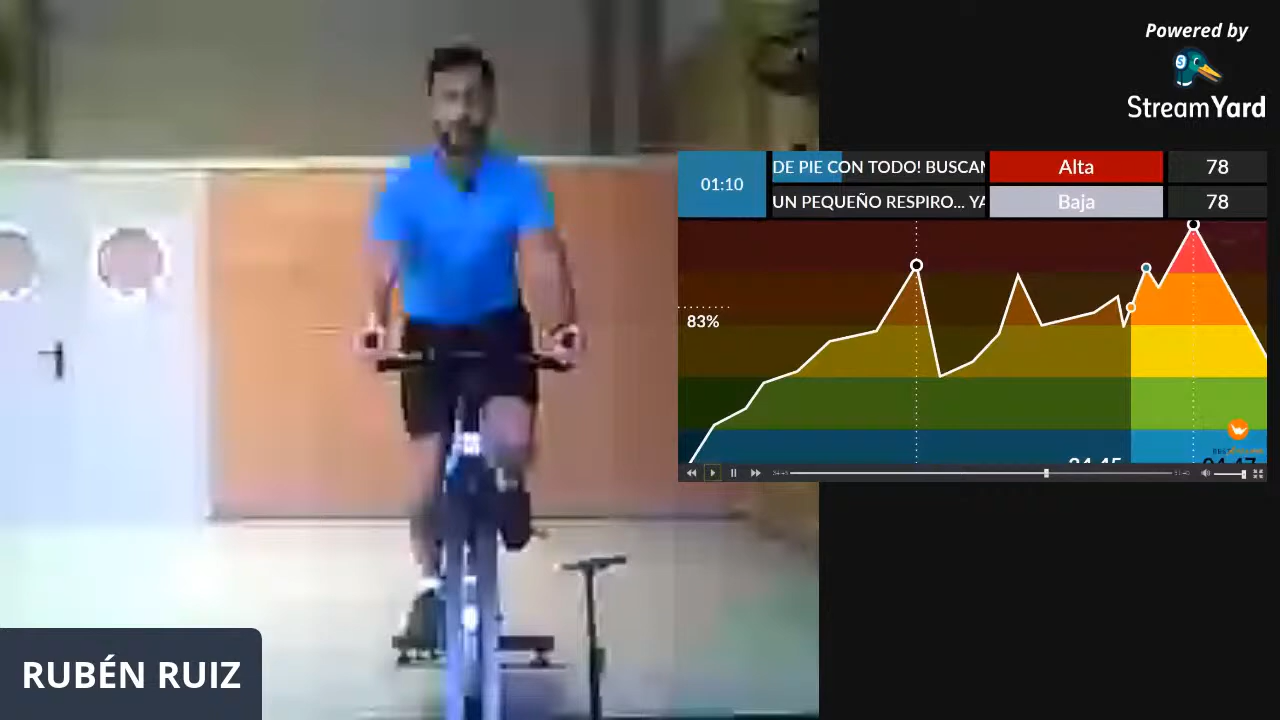 Powered by
StreamYard
01:10
DE PIE CON TODO! BUSCAN
Alta
78
UN PEQUEÑO RESPIRO... YA
Baja
78
83%
RUBÉN RUIZ